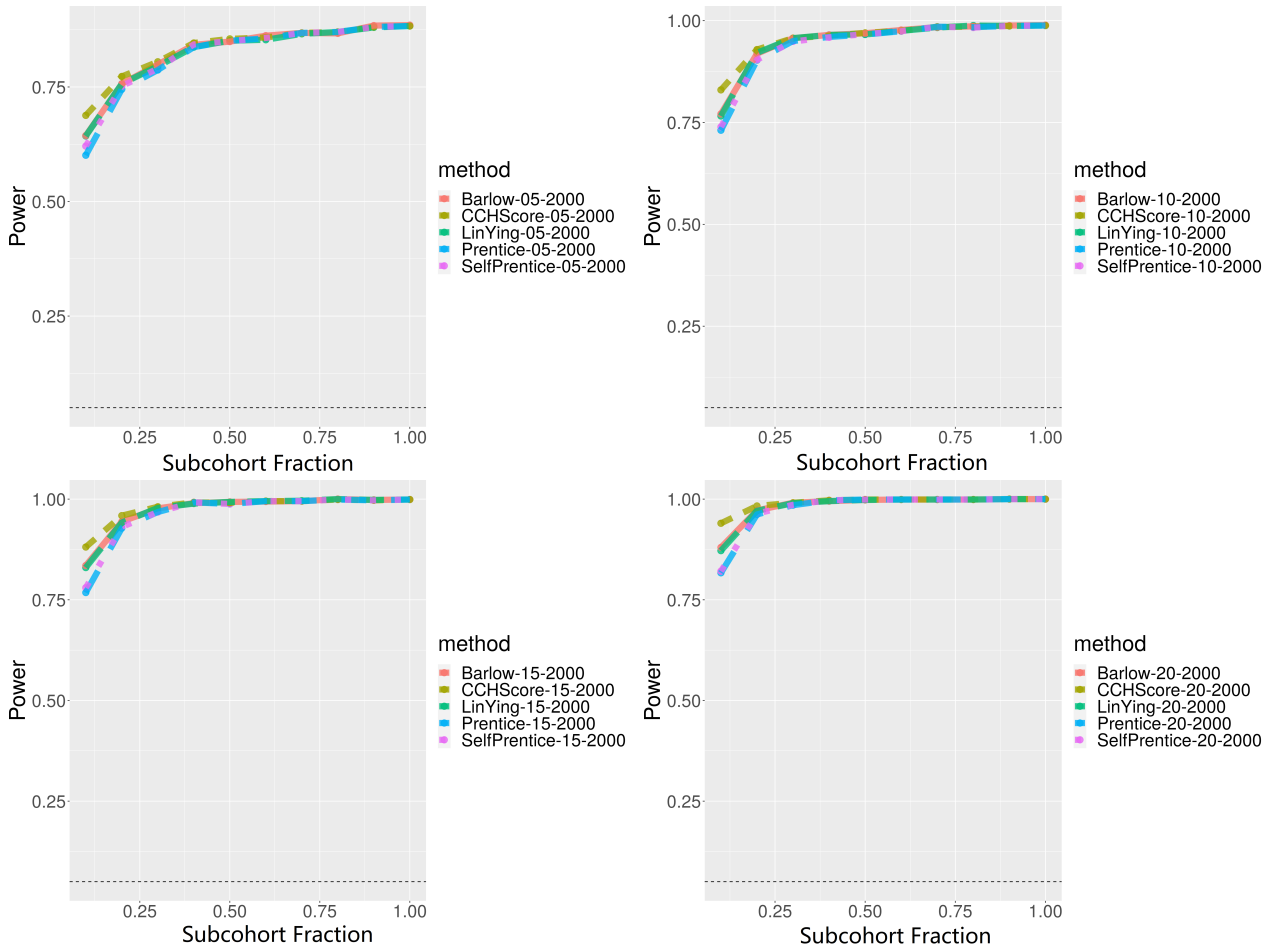 Power
0.75
0.50
0.25
0.25 0.50 0.75 1.00
Subcohort Fraction
method
Barlow-05-2000
CCHScore-05-2000
LinYing-05-2000
Prentice-05-2000
SelfPrentice-05-2000
Power
1.00
0.75
0.50
0.25
0.25 0.50 0.75 1.00
Subcohort Fraction
method
Barlow-10-2000
CCHScore-10-2000
LinYing-10-2000
Prentice-10-2000
SelfPrentice-10-2000
Power
1.00
0.75
0.50
0.25
0.25 0.50 0.75 1.00
Subcohort Fraction
method
Barlow-15-2000
CCHScore-15-2000
LinYing-15-2000
Prentice-15-2000
SelfPrentice-15-2000
Power
1.00
0.75
0.50
0.25
0.25 0.50 0.75 1.00
Subcohort Fraction
method
Barlow-20-2000
CCHScore-20-2000
LinYing-20-2000
Prentice-20-2000
SelfPrentice-20-2000